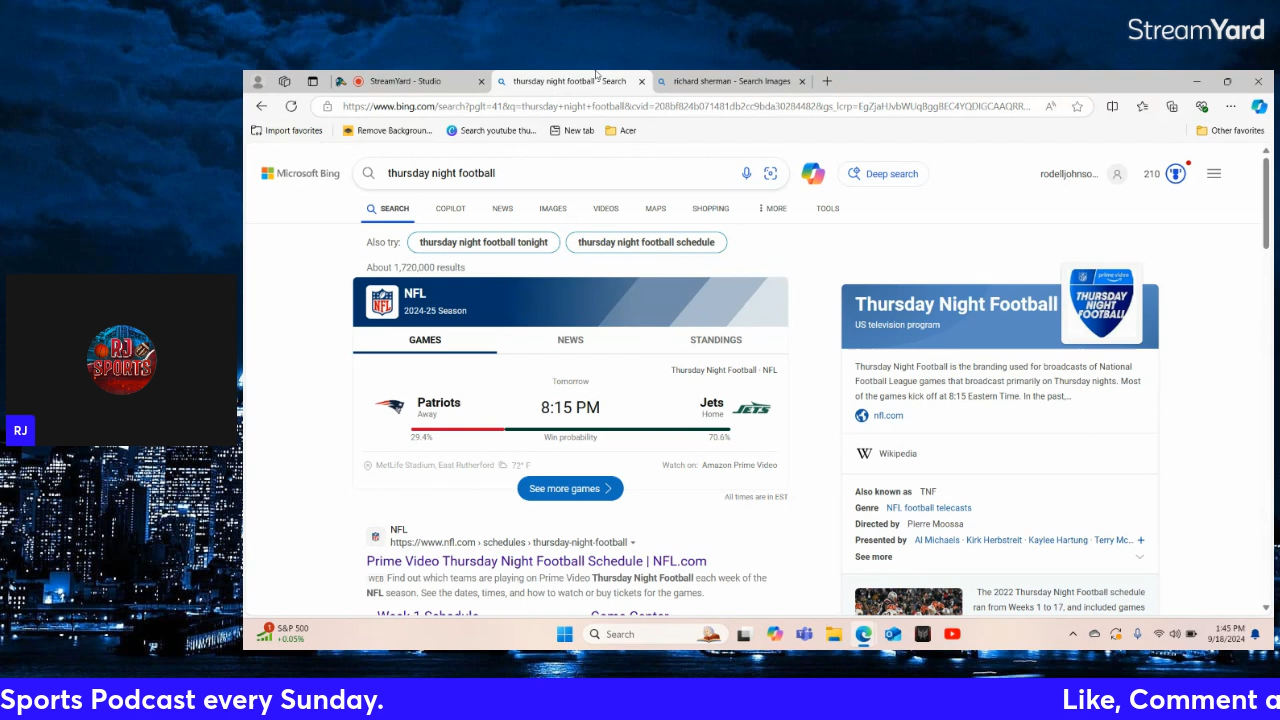 StreamYard
StreamYard - Studio
thursday night football - Search
richard sherman - Search Images
https://www.bing.com/search?pglt=41&q=thursday+night+football&cvid=208bf824b071481db2cc9bda30284482&gs_lcrp=EgZjaHJvbWUqBggBEC4YQDIGCAAQRR...
Import favorites
Remove Backgroun...
Search youtube thu...
New tab
Acer
Other favorites
Microsoft Bing
thursday night football
Deep search
rodelljohnso...
210
SEARCH
COPILOT
NEWS
IMAGES
VIDEOS
MAPS
SHOPPING
MORE
TOOLS
Also try:
thursday night football tonight
thursday night football schedule
About 1,720,000 results
NFL
2024-25 Season
GAMES
NEWS
STANDINGS
Thursday Night Football · NFL
Tomorrow
Patriots
Away
8:15 PM
Jets
Home
JETS
29.4%
Win probability
70.6%
MetLife Stadium, East Rutherford
72° F
Watch on: Amazon Prime Video
See more games
All times are in EST
NFL
https://www.nfl.com › schedules › thursday-night-football
Prime Video Thursday Night Football Schedule | NFL.com
WEB Find out which teams are playing on Prime Video Thursday Night Football each week of the
NFL season. See the dates, times, and how to watch or buy tickets for the games.
Week 1 Schedule
Game Center
Thursday Night Football
US television program
prime video
THURSDAY
NIGHT
FOOTBALL
Thursday Night Football is the branding used for broadcasts of National
Football League games that broadcast primarily on Thursday nights. Most
of the games kick off at 8:15 Eastern Time. In the past,...
nfl.com
W Wikipedia
Also known as TNF
Genre NFL football telecasts
Directed by Pierre Moossa
Presented by Al Michaels · Kirk Herbstreit · Kaylee Hartung · Terry Mc... +
See more
The 2022 Thursday Night Football schedule
ran from Weeks 1 to 17, and included games
RJ
SPORTS
RJ
1
S&P 500
+0.05%
Search
1:45 PM
9/18/2024
Sports Podcast every Sunday.
Like, Comment